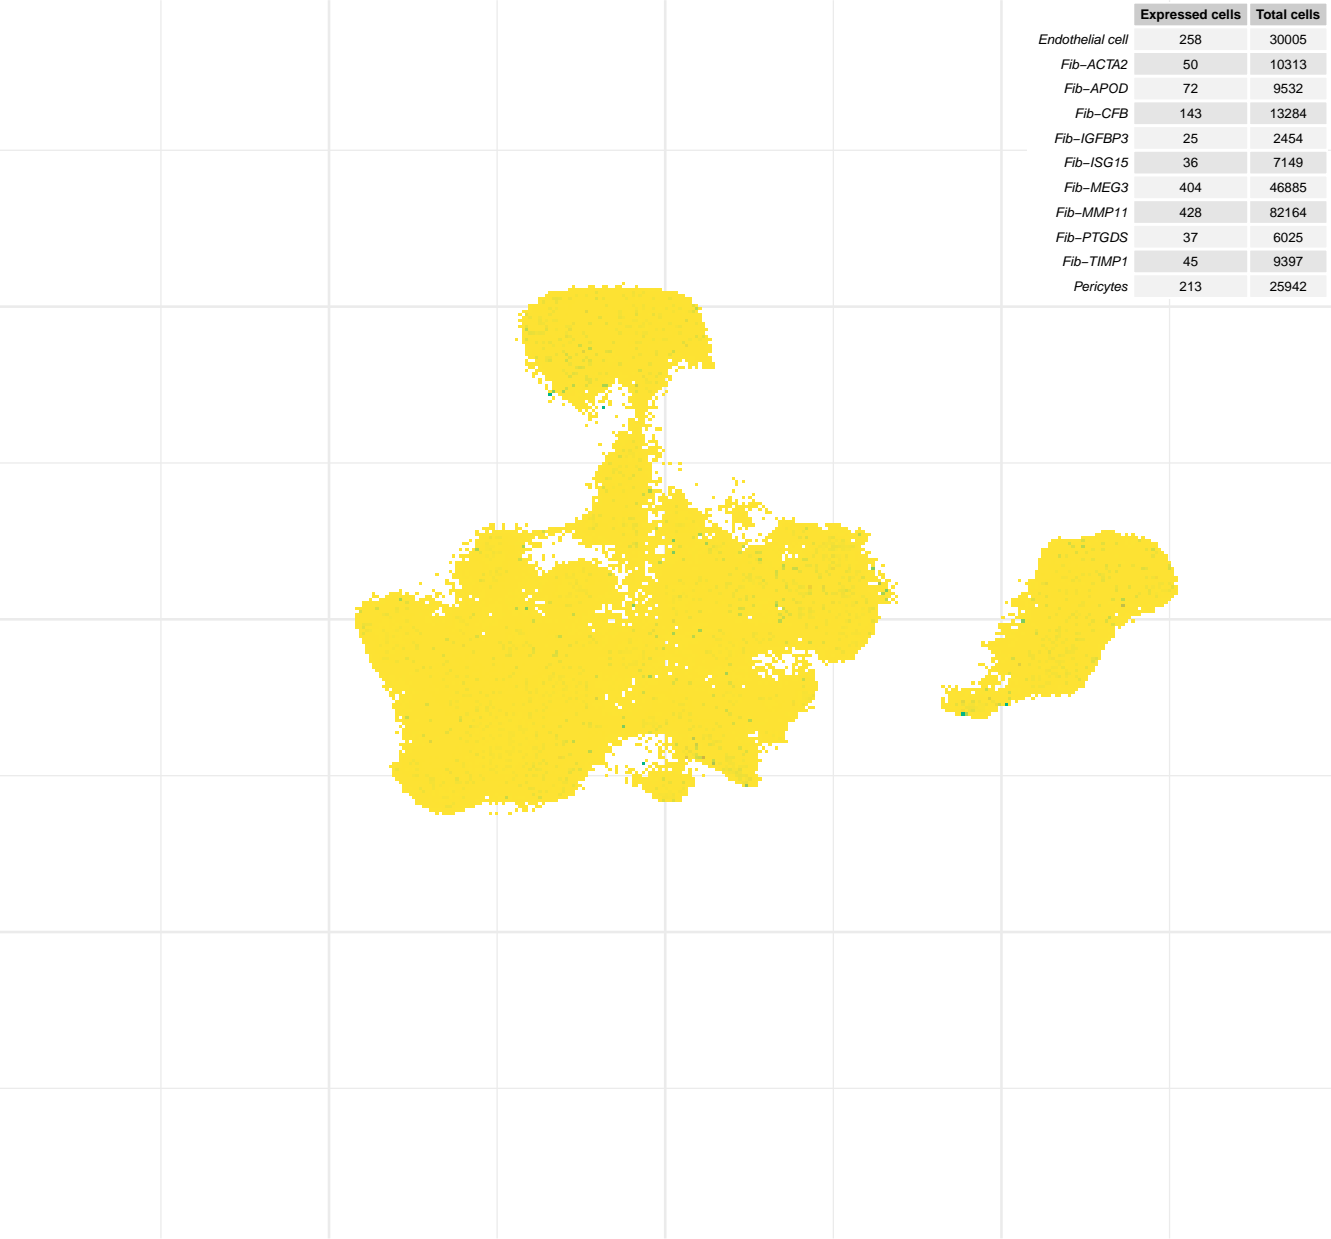 Expressed cells Total cells
Endothelial cell 258 30005
Fib−ACTA2 50 10313
Fib−APOD 72 9532
Fib−CFB 143 13284
Fib−IGFBP3 25 2454
Fib−ISG15 36 7149
Fib−MEG3 404 46885
Fib−MMP11 428 82164
Fib−PTGDS 37 6025
Fib−TIMP1 45 9397
Pericytes 213 25942